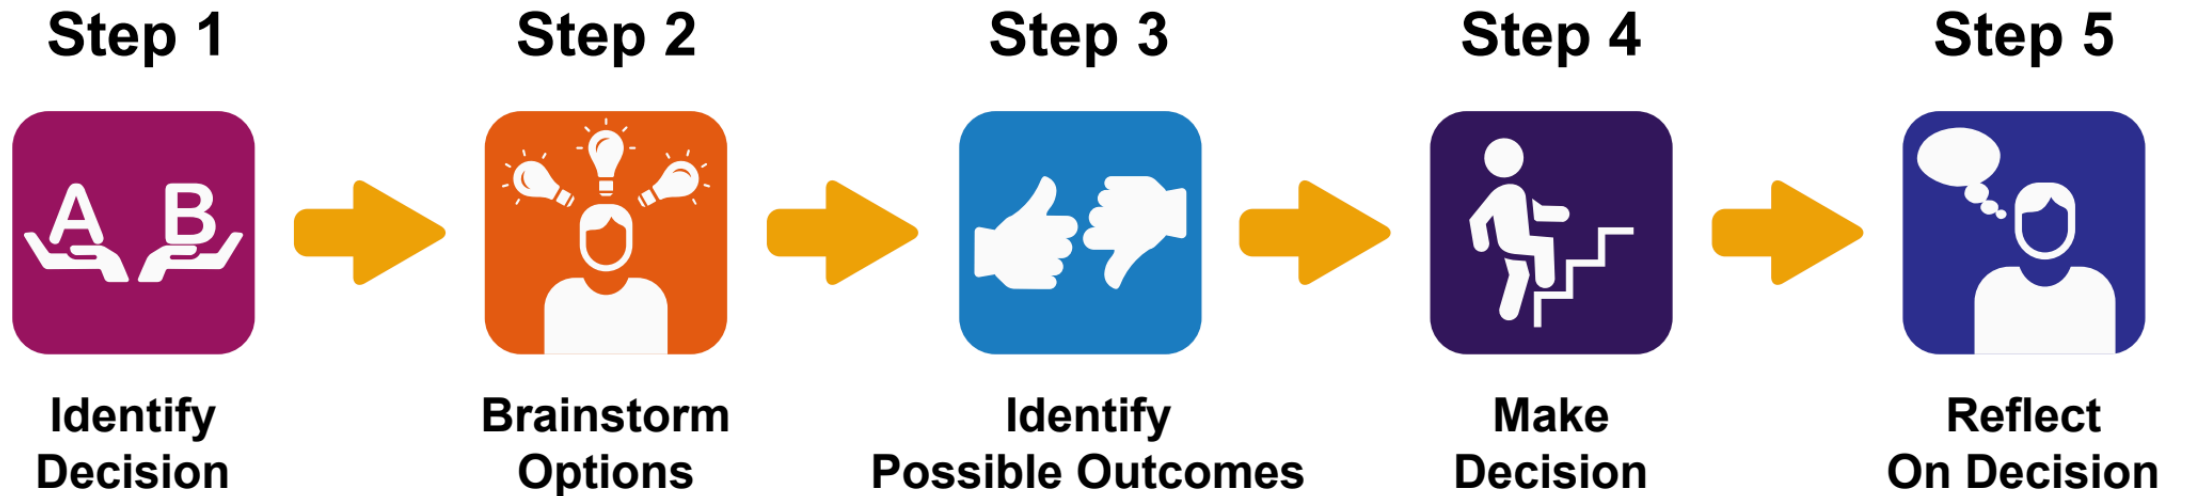 Step 1
Step 2
Step 3
Step 4
Step 5
A B
Identify
Decision
Brainstorm
Options
Identify
Possible Outcomes
Make
Decision
Reflect
On Decision